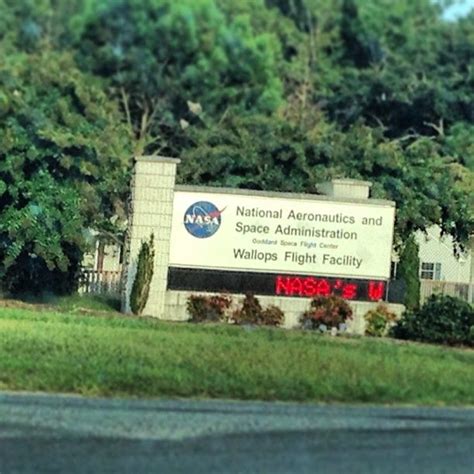 NASA
National Aeronautics and
Space Administration
Goddard Space Flight Center
Wallops Flight Facility
NASA's W